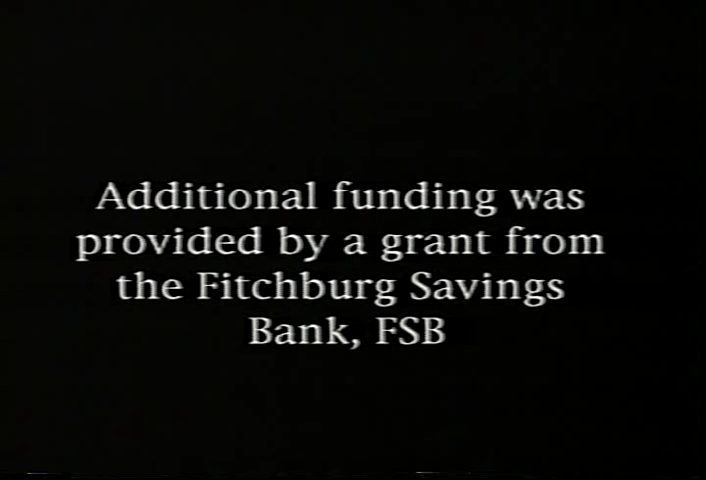 Additional funding was
provided by a grant from
the Fitchburg Savings
Bank, FSB